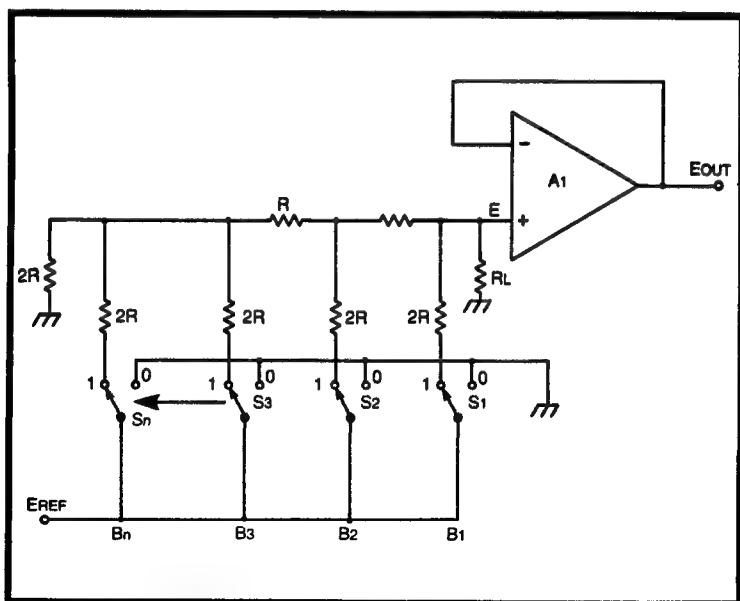 EOUT
A1
-
+
E
R
2R
RL
2R
2R
2R
2R
1
0
Sn
1
0
S3
1
0
S2
1
0
S1
EREF
Bn
B3
B2
B1